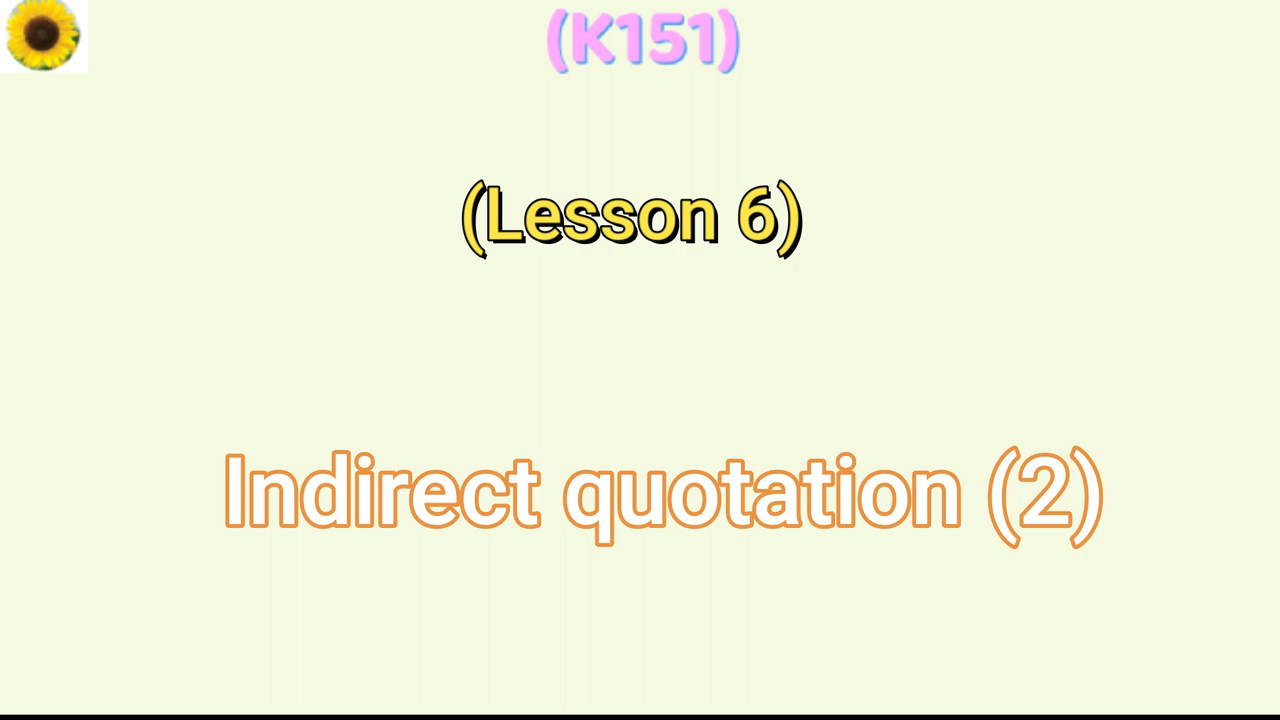 (K151)
(Lesson 6)
Indirect quotation (2)